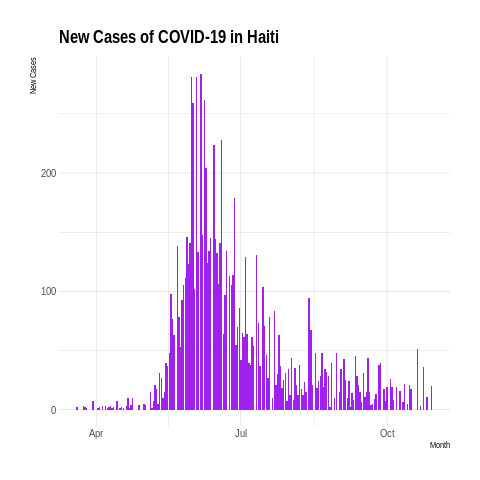 New Cases of COVID-19 in Haiti
New Cases
200
100
0
Apr
Jul
Oct
Month